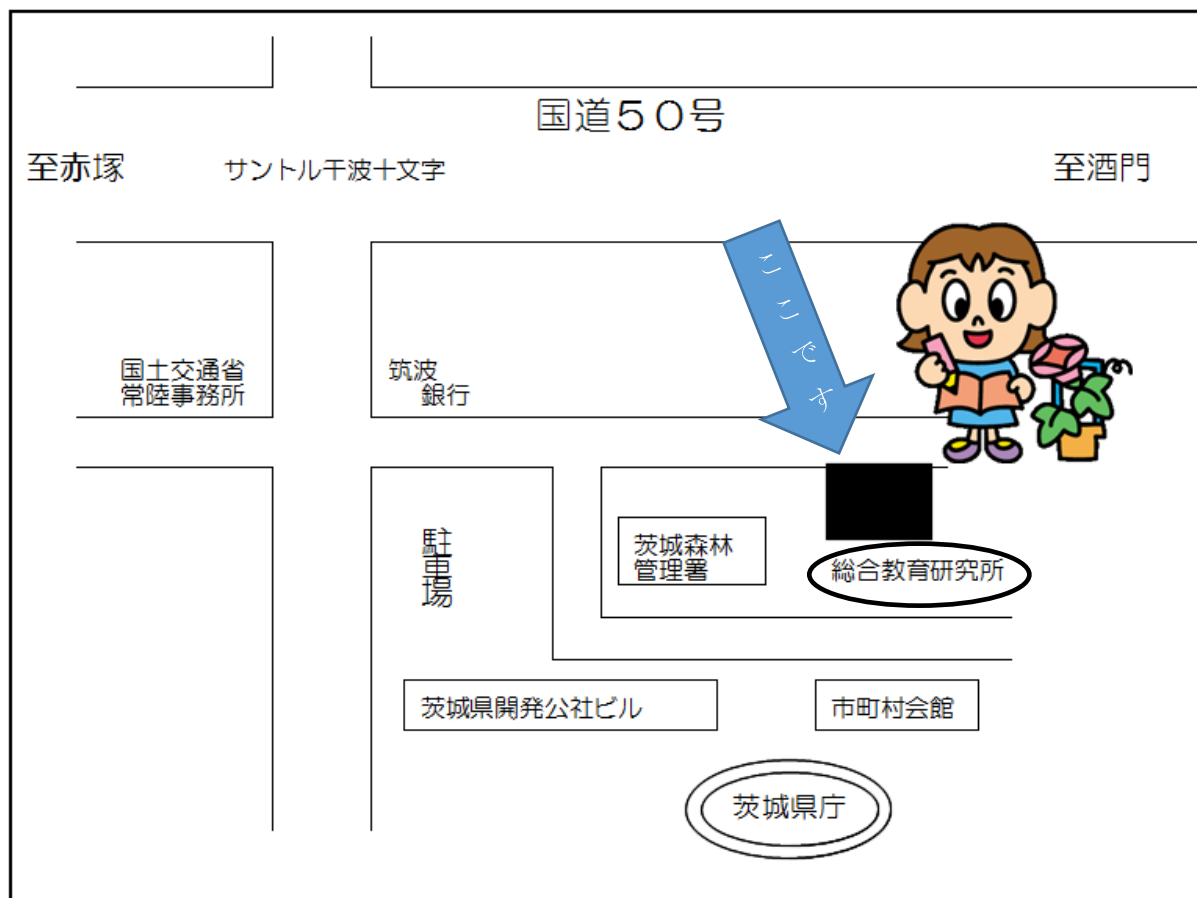 国道５０号
至赤塚
サントル千波十文字
至酒門
ここです
国土交通省
常陸事務所
筑波
銀行
駐車場
茨城森林
管理署
総合教育研究所
茨城県開発公社ビル
市町村会館
茨城県庁